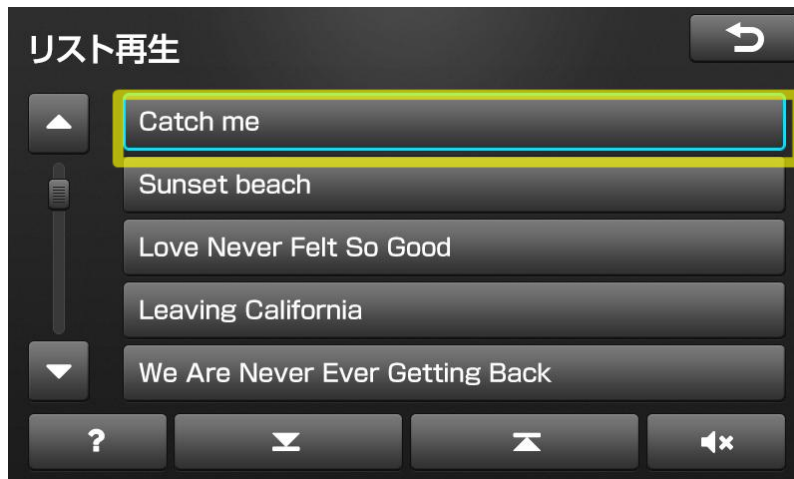 リスト再生
Catch me
Sunset beach
Love Never Felt So Good
Leaving California
We Are Never Ever Getting Back
?